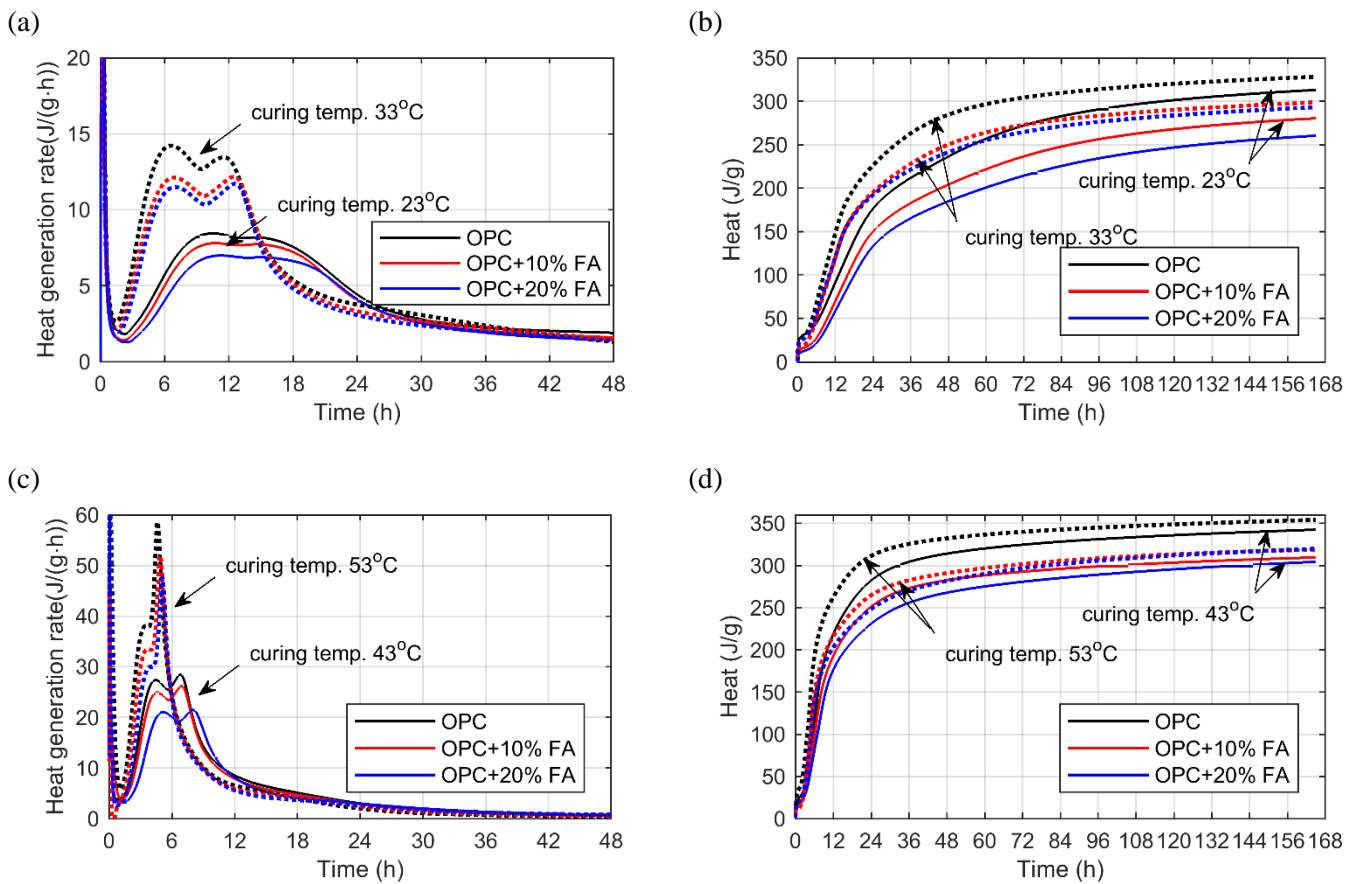 (a)
20
15
10
5
0
Heat generation rate(J/(g·h))
curing temp. 33°C
curing temp. 23°C
OPC
OPC+10% FA
OPC+20% FA
0 6 12 18 24 30 36 42 48
Time (h)
(b)
350
300
250
200
150
100
50
0
Heat (J/g)
curing temp. 23°C
curing temp. 33°C
OPC
OPC+10% FA
OPC+20% FA
0 12 24 36 48 60 72 84 96 108 120 132 144 156 168
Time (h)
(c)
60
50
40
30
20
10
0
Heat generation rate(J/(g·h))
curing temp. 53°C
curing temp. 43°C
OPC
OPC+10% FA
OPC+20% FA
0 6 12 18 24 30 36 42 48
Time (h)
(d)
350
300
250
200
150
100
50
0
Heat (J/g)
curing temp. 43°C
curing temp. 53°C
OPC
OPC+10% FA
OPC+20% FA
0 12 24 36 48 60 72 84 96 108 120 132 144 156 168
Time (h)